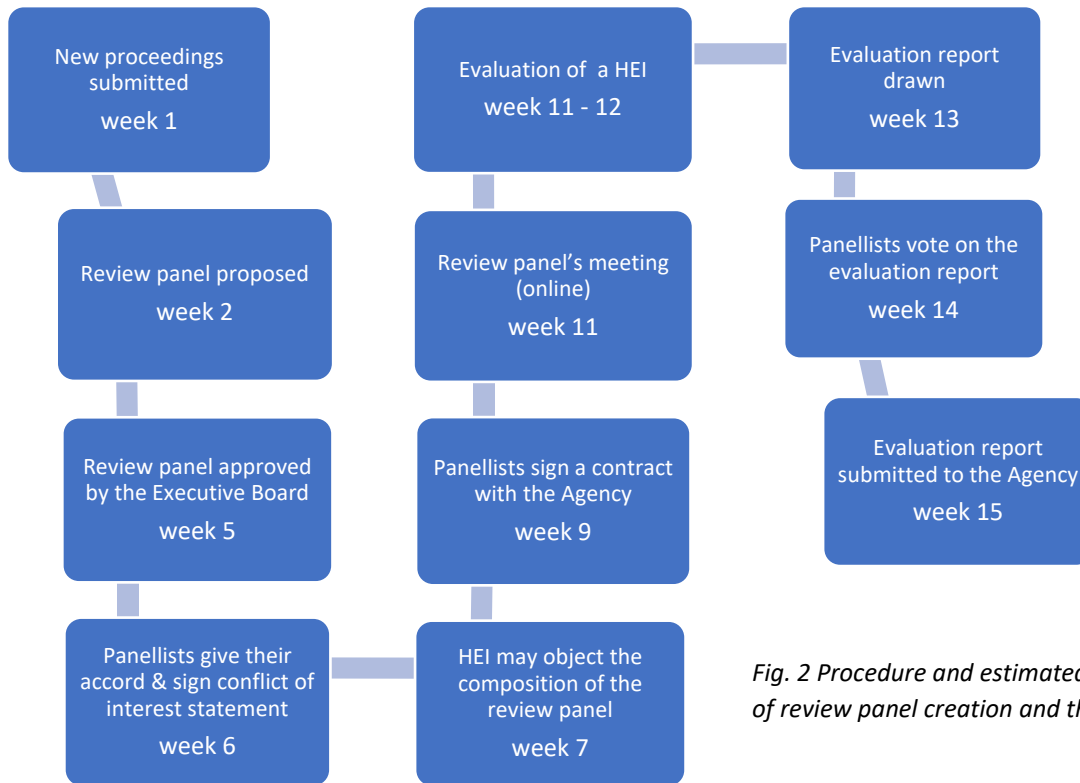 New proceedings
submitted
week 1
Review panel proposed
week 2
Review panel approved
by the Executive Board
week 5
Panellists give their
accord & sign conflict of
interest statement
week 6
HEI may object the
composition of the
review panel
week 7
Panellists sign a contract
with the Agency
week 9
Review panel’s meeting
(online)
week 11
Evaluation of a HEI
week 11 - 12
Evaluation report
drawn
week 13
Panellists vote on the
evaluation report
week 14
Evaluation report
submitted to the Agency
week 15
Fig. 2 Procedure and estimated
of review panel creation and